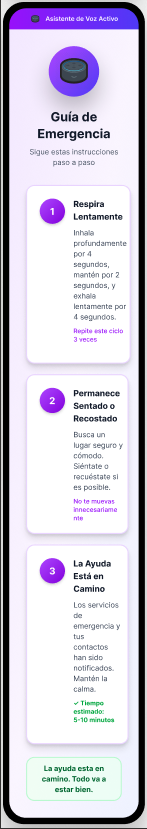 Asistente de Voz Activo
Guía de
Emergencia
Sigue estas instrucciones
paso a paso
1
Respira
Lentamente
Inhala
profundamente
por 4
segundos,
mantén por 2
segundos, y
exhala
lentamente por
4 segundos.
Repite este ciclo
3 veces
2
Permanece
Sentado o
Recostado
Busca un
lugar seguro y
cómodo.
Siéntate o
recuéstate si
es posible.
No te muevas
innecesariame
nte
3
La Ayuda
Está en
Camino
Los servicios
de
emergencia y
tus
contactos
han sido
notificados.
Mantén la
calma.
✓ Tiempo
estimado:
5-10 minutos
La ayuda esta en
camino. Todo va a
estar bien.